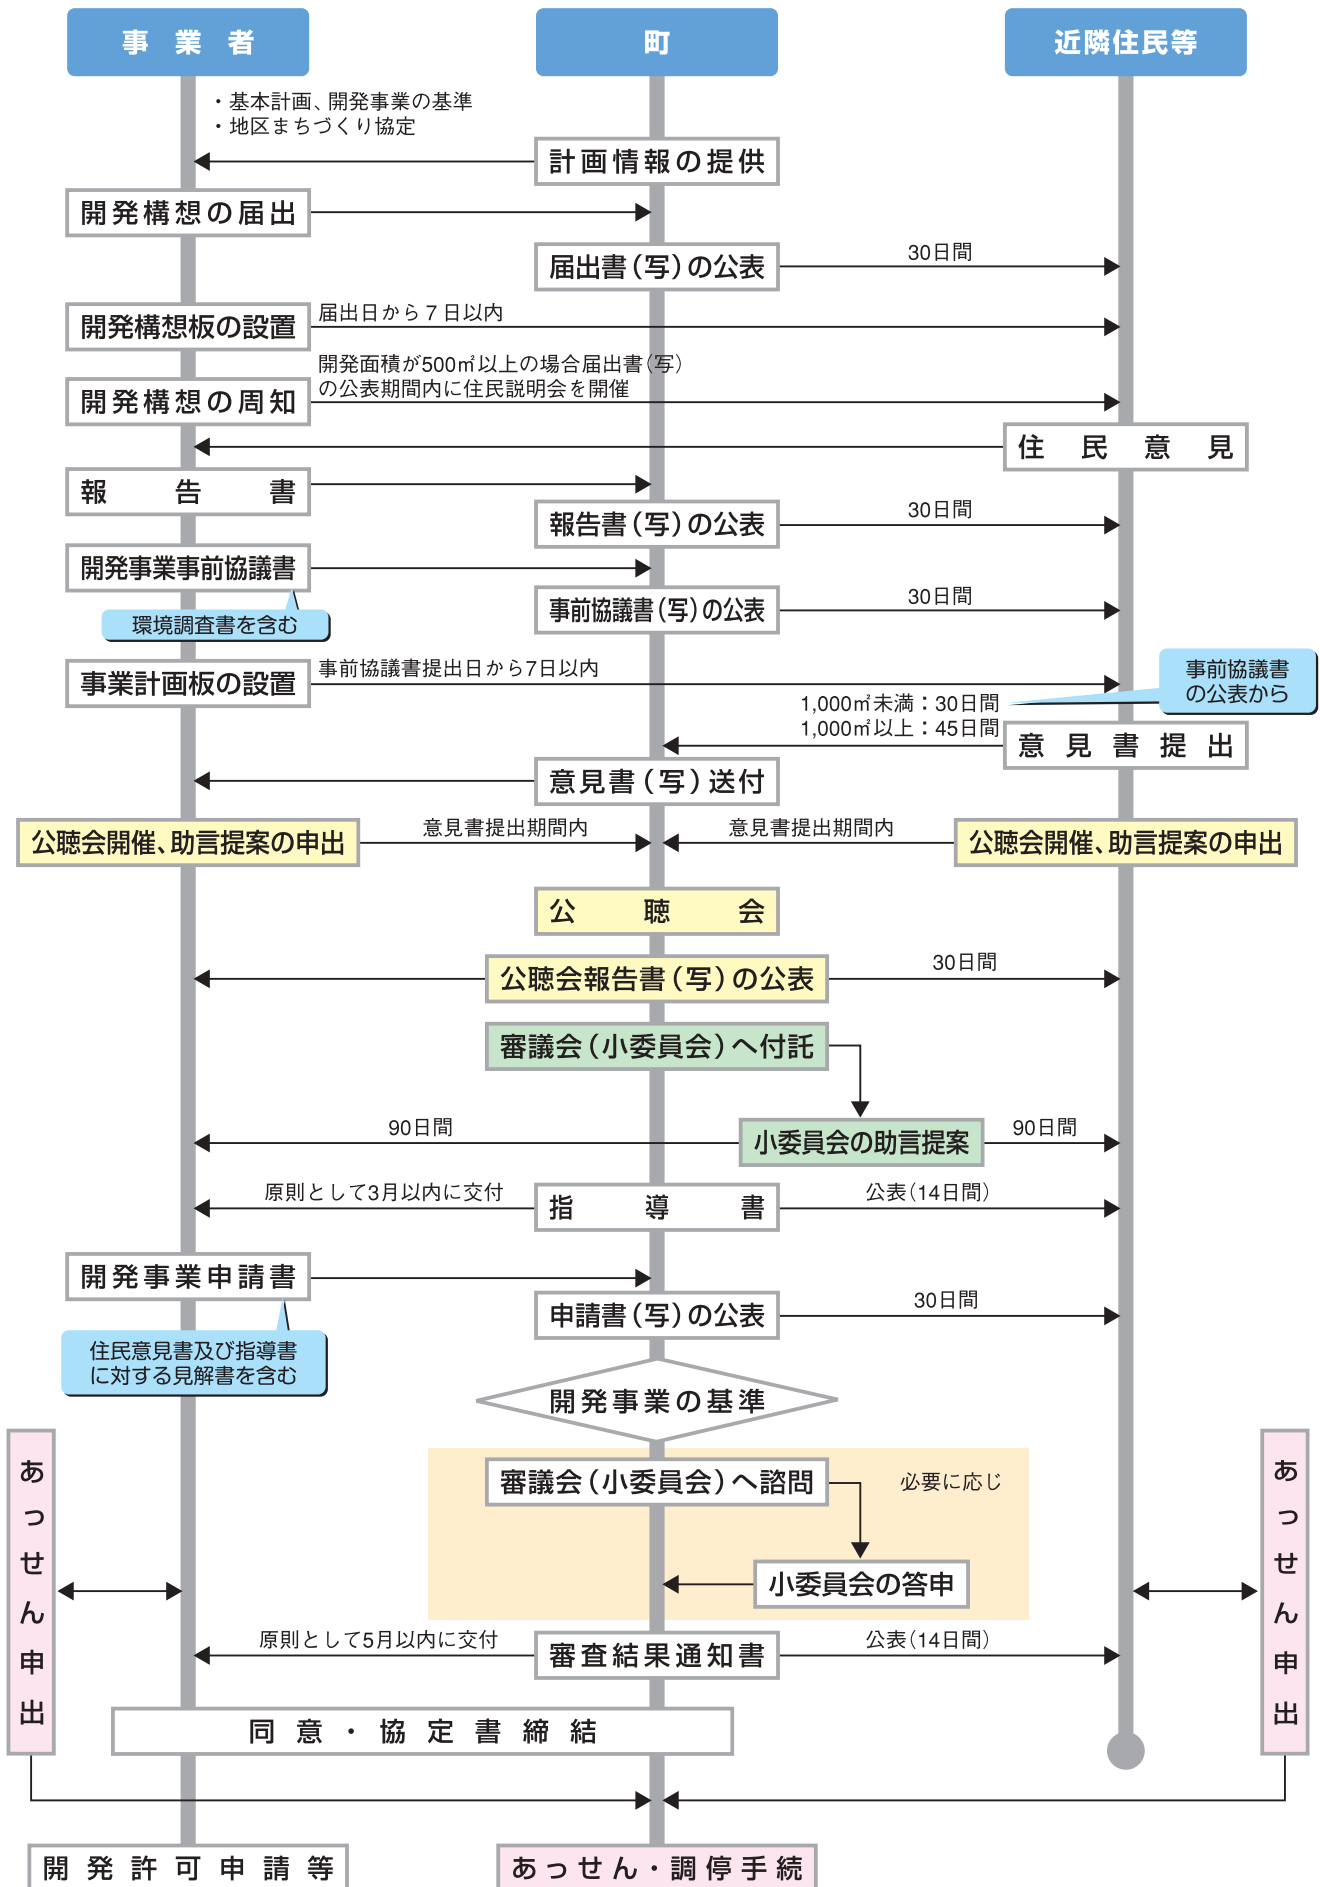 事業者
町
近隣住民等
・基本計画、開発事業の基準
・地区まちづくり協定
計画情報の提供
開発構想の届出
届出書（写）の公表
30日間
開発構想板の設置
届出日から７日以内
開発面積が500㎡以上の場合届出書（写）
の公表期間内に住民説明会を開催
開発構想の周知
住民意見
報告書
報告書（写）の公表
30日間
開発事業事前協議書
環境調査書を含む
事前協議書（写）の公表
30日間
事業計画板の設置
事前協議書提出日から7日以内
事前協議書
の公表から
1,000㎡未満：30日間
1,000㎡以上：45日間
意見書提出
意見書（写）送付
公聴会開催、助言提案の申出
意見書提出期間内
意見書提出期間内
公聴会開催、助言提案の申出
公聴会
公聴会報告書（写）の公表
30日間
審議会（小委員会）へ付託
90日間
小委員会の助言提案
90日間
原則として3月以内に交付
指導書
公表（14日間）
開発事業申請書
住民意見書及び指導書
に対する見解書を含む
申請書（写）の公表
30日間
開発事業の基準
あっせん申出
審議会（小委員会）へ諮問
必要に応じ
小委員会の答申
あっせん申出
原則として5月以内に交付
審査結果通知書
公表（14日間）
同意・協定書締結
開発許可申請等
あっせん・調停手続